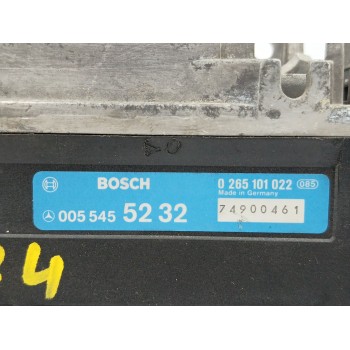 BOSCH 0 265 101 022 085
Made in Germany
005 545 52 32 74900461